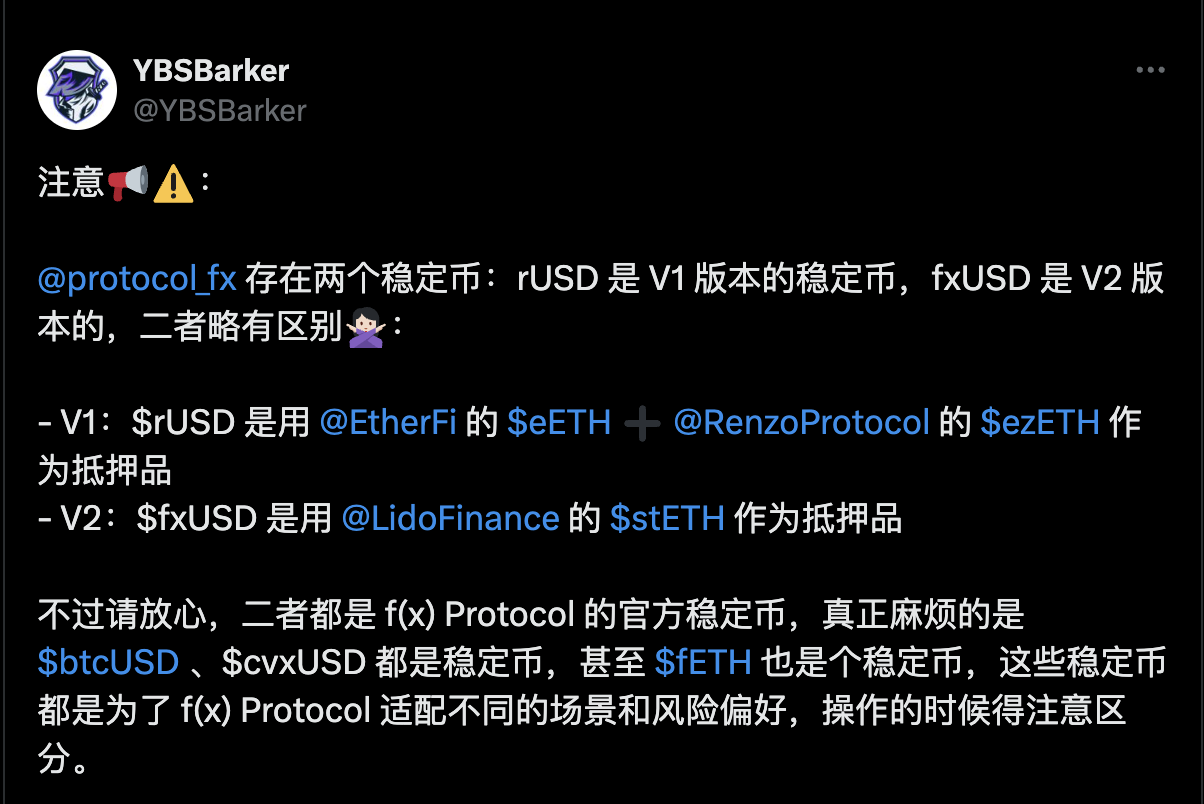 YBSBarker
@YBSBarker
注意📢⚠️：
@protocol_fx 存在两个稳定币：rUSD 是 V1 版本的稳定币，fxUSD 是 V2 版
本的，二者略有区别🙅🏻‍♀️：
- V1：$rUSD 是用 @EtherFi 的 $eETH ➕ @RenzoProtocol 的 $ezETH 作
为抵押品
- V2：$fxUSD 是用 @LidoFinance 的 $stETH 作为抵押品
不过请放心，二者都是 f(x) Protocol 的官方稳定币，真正麻烦的是
$btcUSD 、$cvxUSD 都是稳定币，甚至 $fETH 也是个稳定币，这些稳定币
都是为了 f(x) Protocol 适配不同的场景和风险偏好，操作的时候得注意区
分。